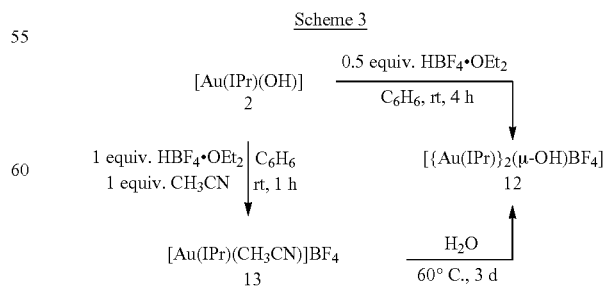 55
Scheme 3
0.5 equiv. HBF₄•OEt₂
[Au(IPr)(OH)]
2
C₆H₆, rt, 4 h
1 equiv. HBF₄•OEt₂
1 equiv. CH₃CN
C₆H₆
rt, 1 h
60
[{Au(IPr)}₂(μ-OH)BF₄]
12
[Au(IPr)(CH₃CN)]BF₄
13
H₂O
60° C., 3 d